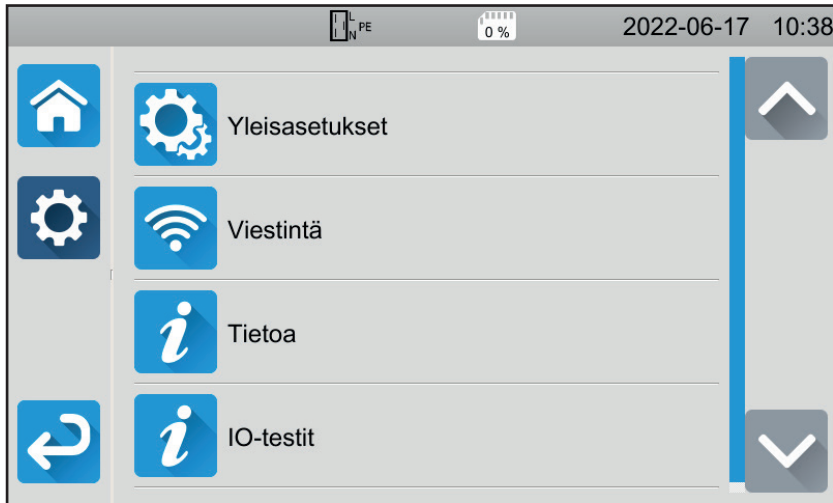 L
N PE
0 %
2022-06-17 10:38
Yleisasetukset
Viestintä
Tietoa
IO-testit